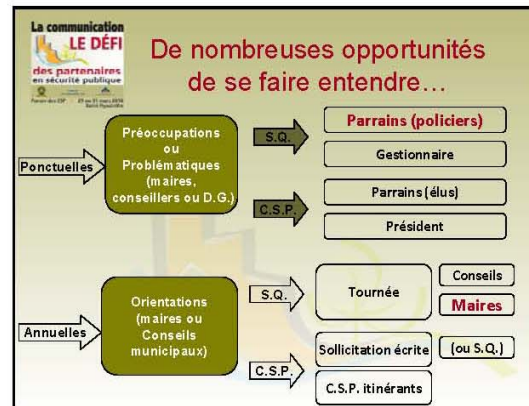 La communication
LE DÉFI
des partenaires
en sécurité publique
De nombreuses opportunités
de se faire entendre…
Ponctuelles
Préoccupations
ou
Problématiques
(maires,
conseillers ou D.G.)
S.Q.
Parrains (policiers)
Gestionnaire
C.S.P.
Parrains (élus)
Président
Annuelles
Orientations
(maires ou
Conseils
municipaux)
S.Q.
Tournée
Conseils
Maires
C.S.P.
Sollicitation écrite
(ou S.Q.)
C.S.P. itinérants